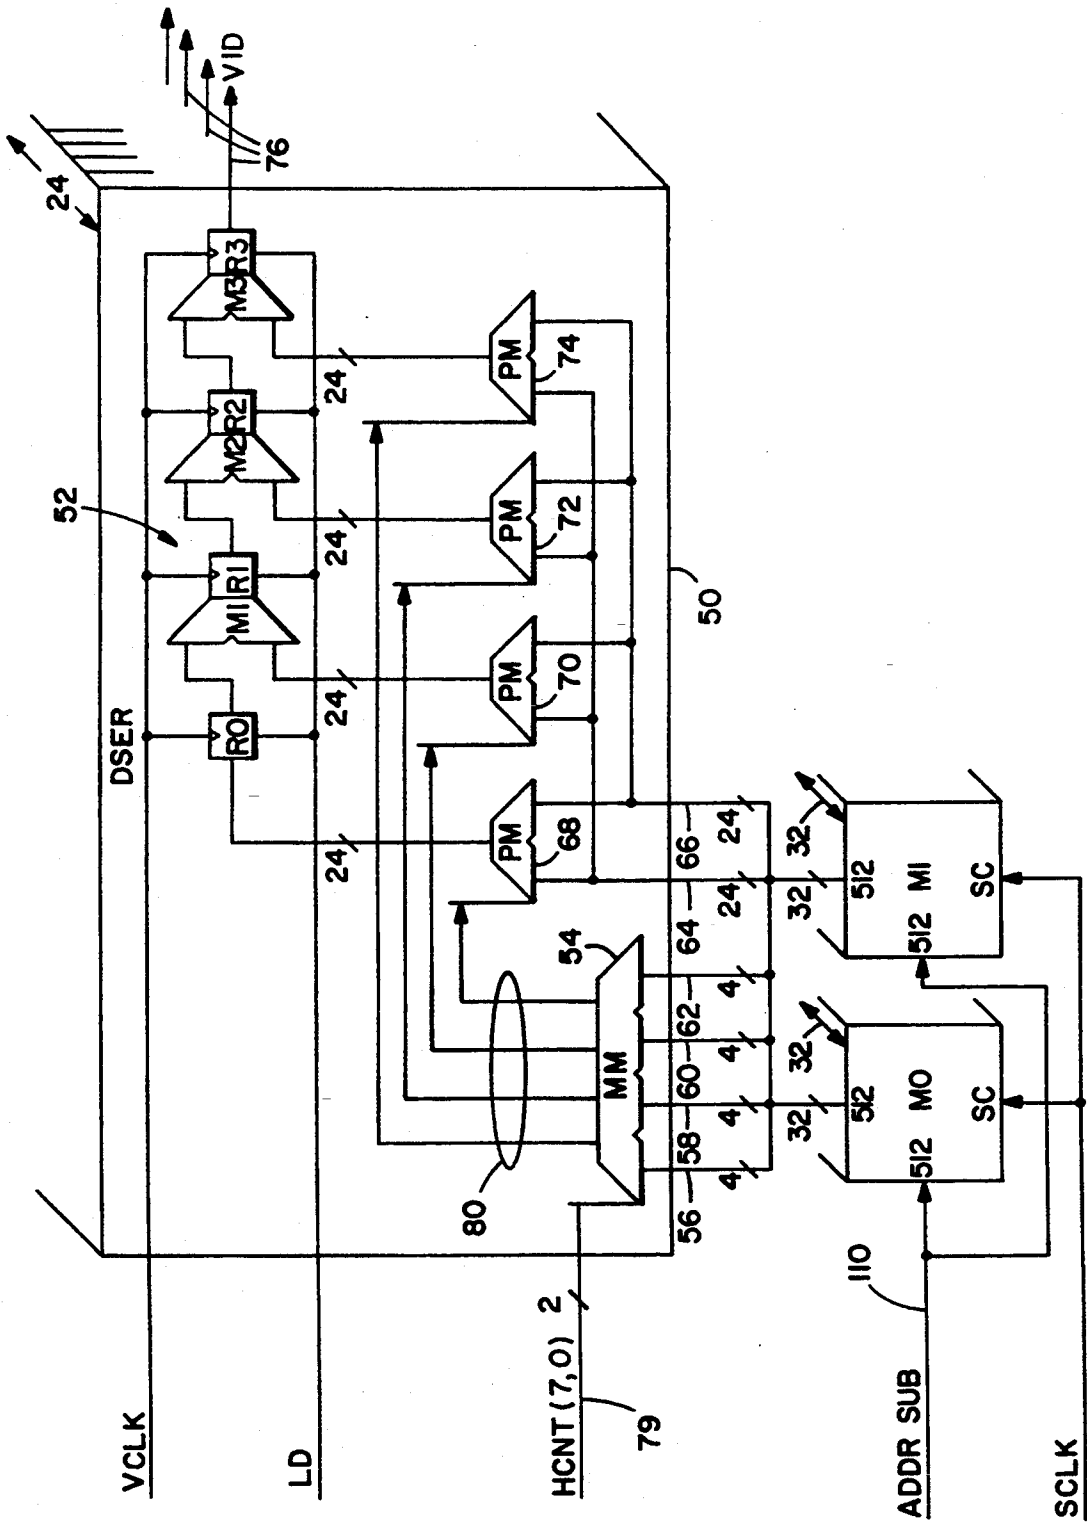 24
VID
76
DSER
52
R0
M1 R1
M2 R2
M3 R3
VCLK
LD
24
24
24
24
PM
PM
PM
PM
68
70
72
74
80
54
MM
HCNT (7,0)
2
79
50
56
58
60
62
64
66
4
4
4
4
24
24
32
32
32
32
512
512
M0
SC
512
512
M1
SC
110
ADDR SUB
SCLK